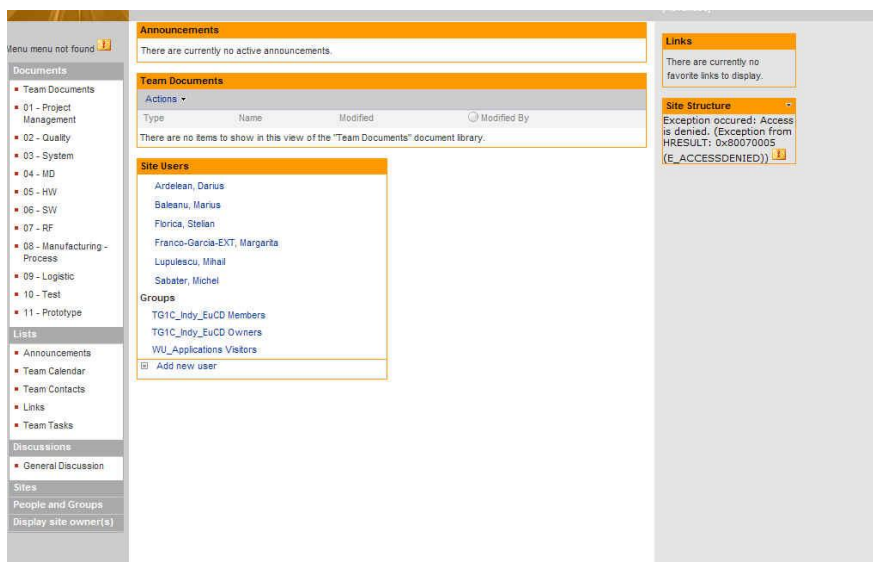 Menu menu not found
Documents
Team Documents
01 - Project
Management
02 - Quality
03 - System
04 - MD
05 - HW
06 - SW
07 - RF
08 - Manufacturing -
Process
09 - Logistic
10 - Test
11 - Prototype
Lists
Announcements
Team Calendar
Team Contacts
Links
Team Tasks
Discussions
General Discussion
Sites
People and Groups
Display site owner(s)
Announcements
There are currently no active announcements.
Team Documents
Actions
Type Name Modified Modified By
There are no items to show in this view of the "Team Documents" document library.
Site Users
Ardelean, Darius
Baleanu, Marius
Florica, Stelian
Franco-Garcia-EXT, Margarita
Lupulescu, Mihail
Sabater, Michel
Groups
TG1C_Indy_EuCD Members
TG1C_Indy_EuCD Owners
WU_Applications Visitors
Add new user
Links
There are currently no
favorite links to display.
Site Structure
Exception occured: Access
is denied. (Exception from
HRESULT: 0x80070005
(E_ACCESSDENIED))